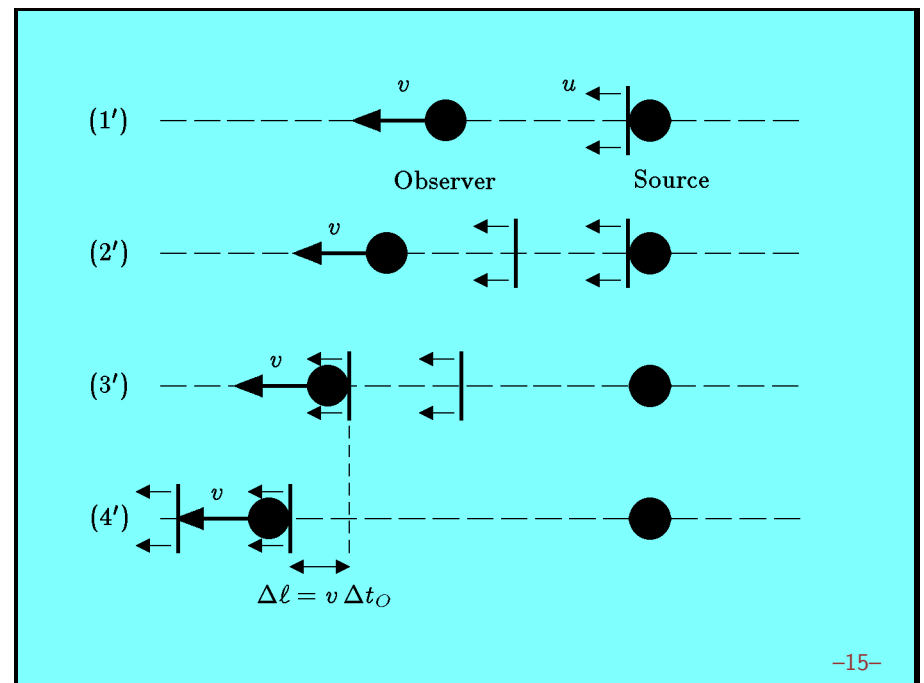 (1′) v u
Observer Source
(2′) v
(3′) v
(4′) v
Δℓ = v Δt_O
–15–